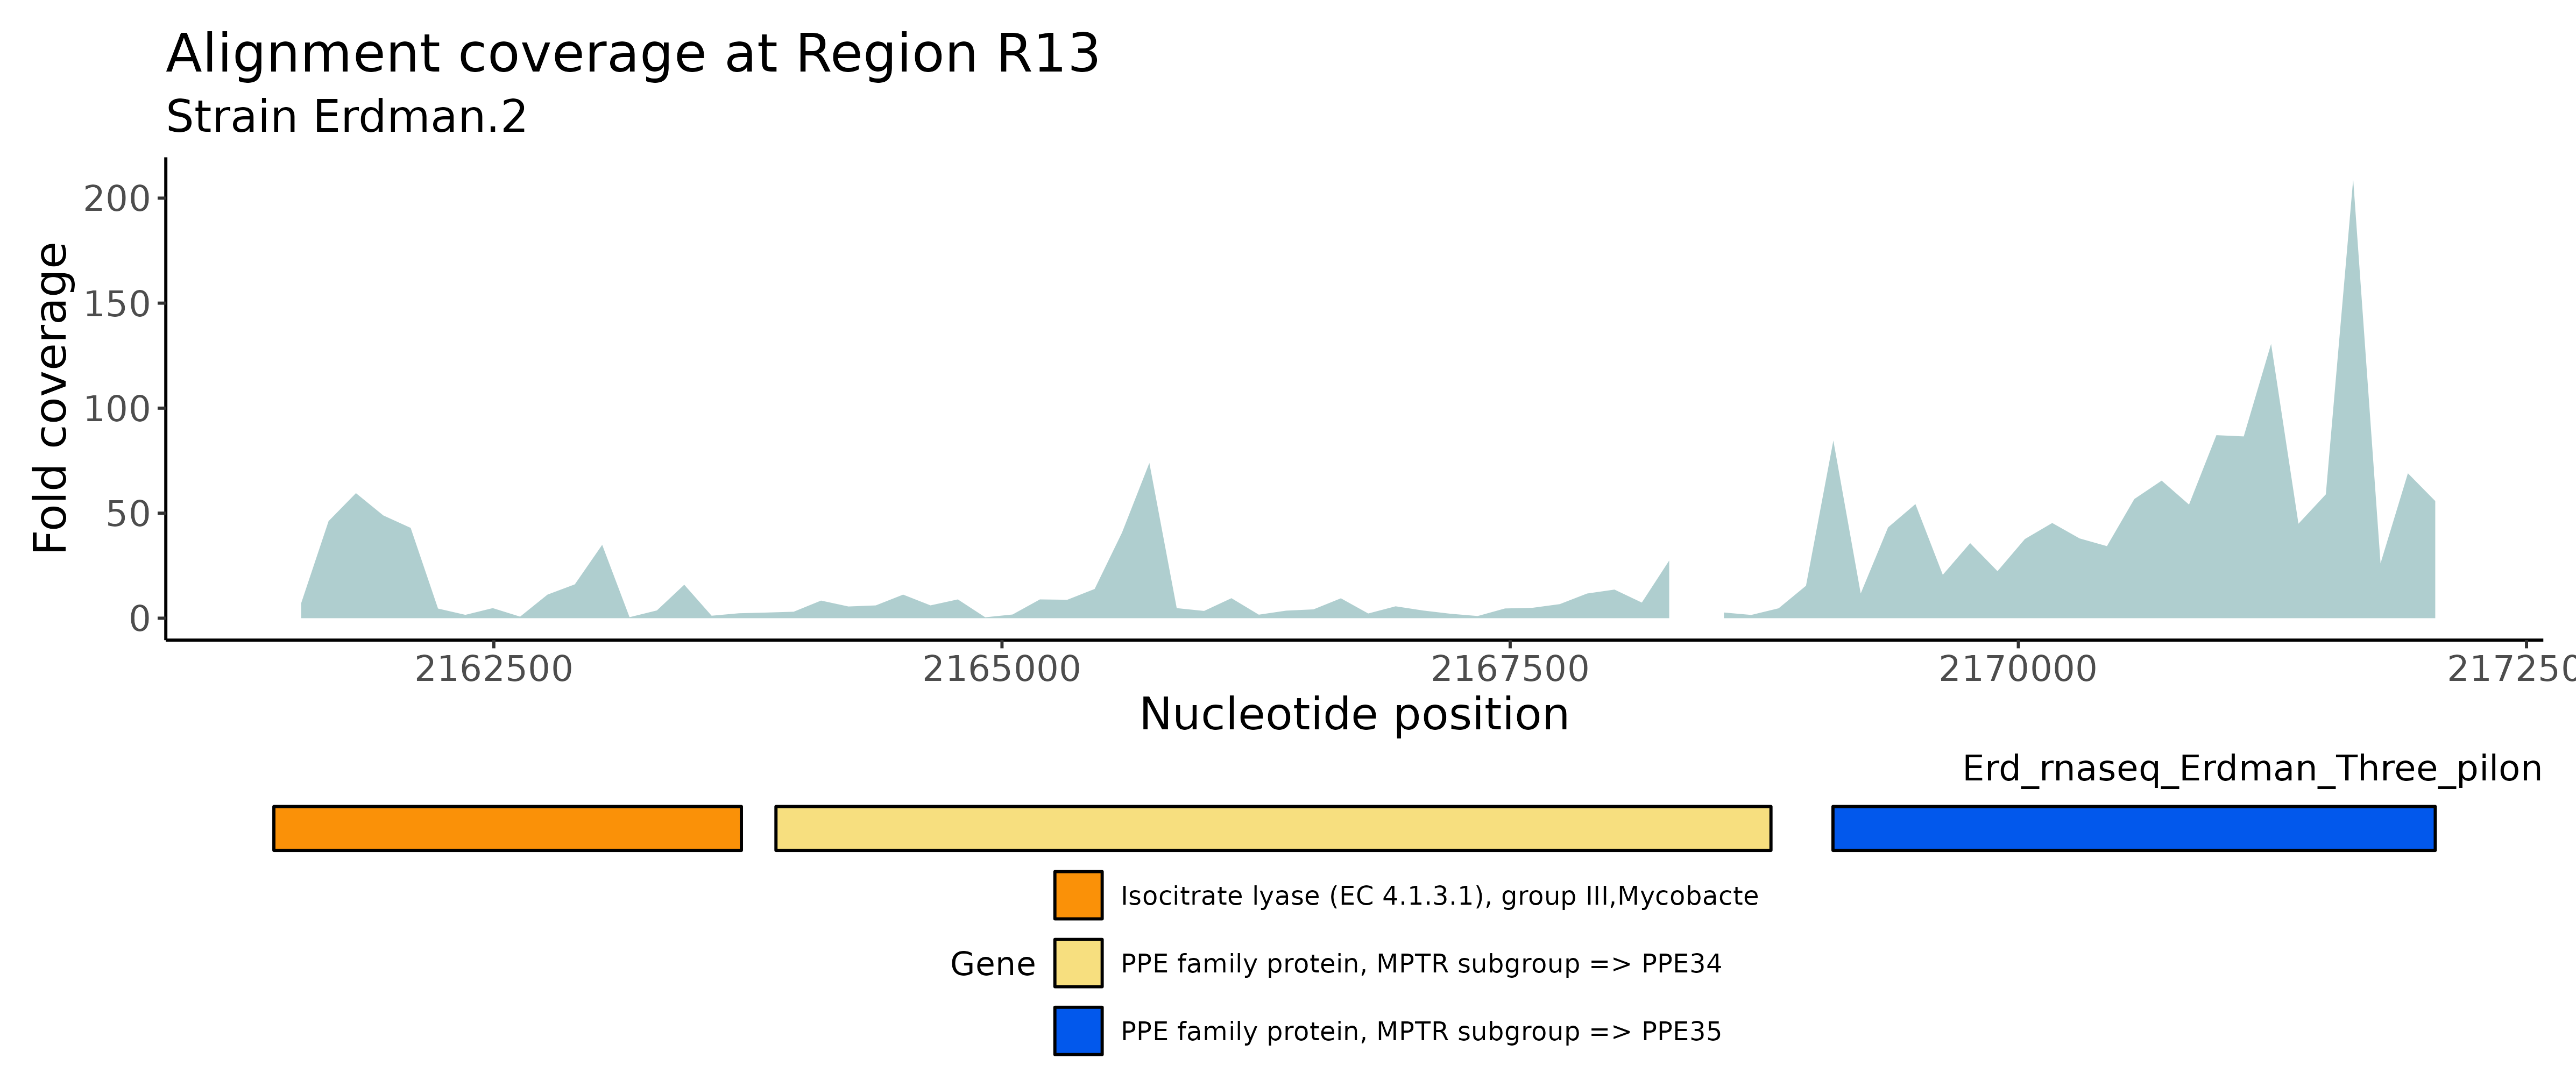 Alignment coverage at Region R13
Strain Erdman.2
Fold coverage
200
150
100
50
0
2162500 2165000 2167500 2170000 217250
Nucleotide position
Erd_rnaseq_Erdman_Three_pilon
Isocitrate lyase (EC 4.1.3.1), group III,Mycobacte
Gene PPE family protein, MPTR subgroup => PPE34
PPE family protein, MPTR subgroup => PPE35